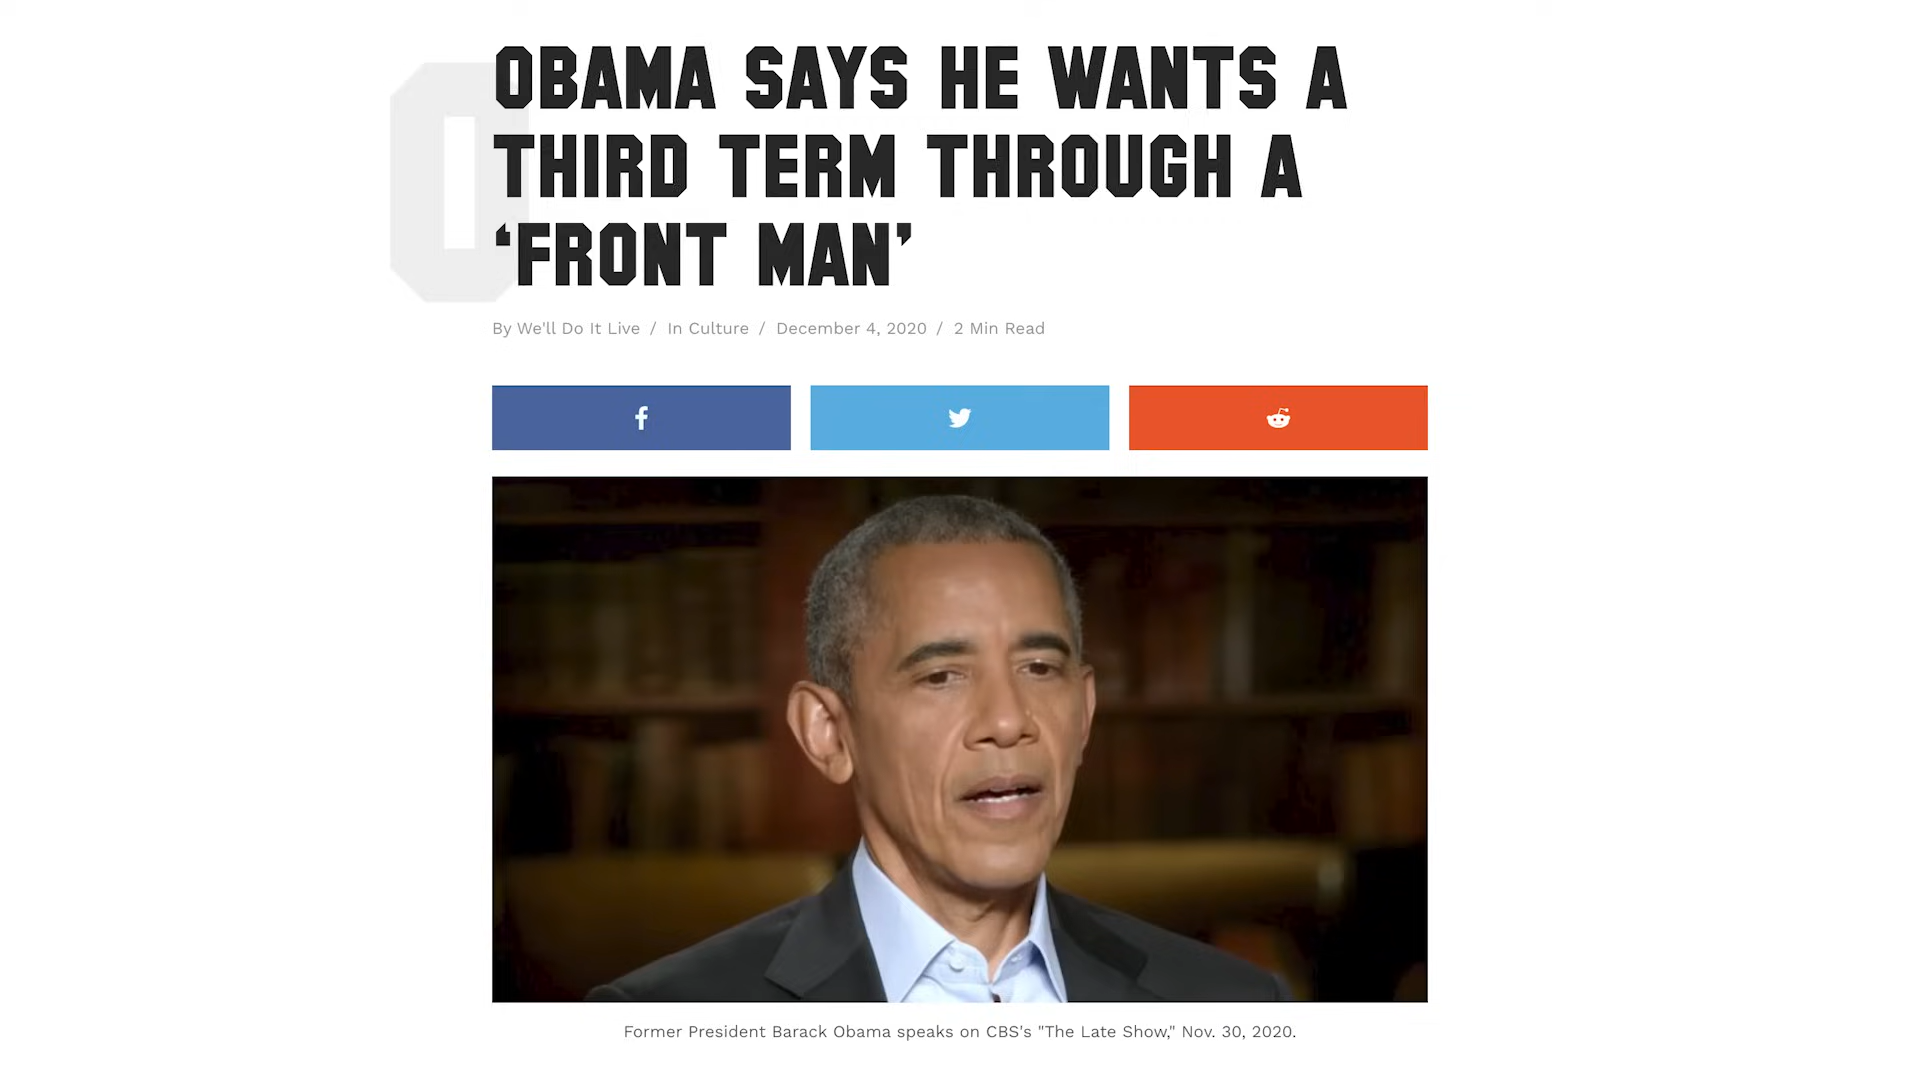 OBAMA SAYS HE WANTS A
THIRD TERM THROUGH A
‘FRONT MAN’
By We'll Do It Live / In Culture / December 4, 2020 / 2 Min Read
Former President Barack Obama speaks on CBS's "The Late Show," Nov. 30, 2020.